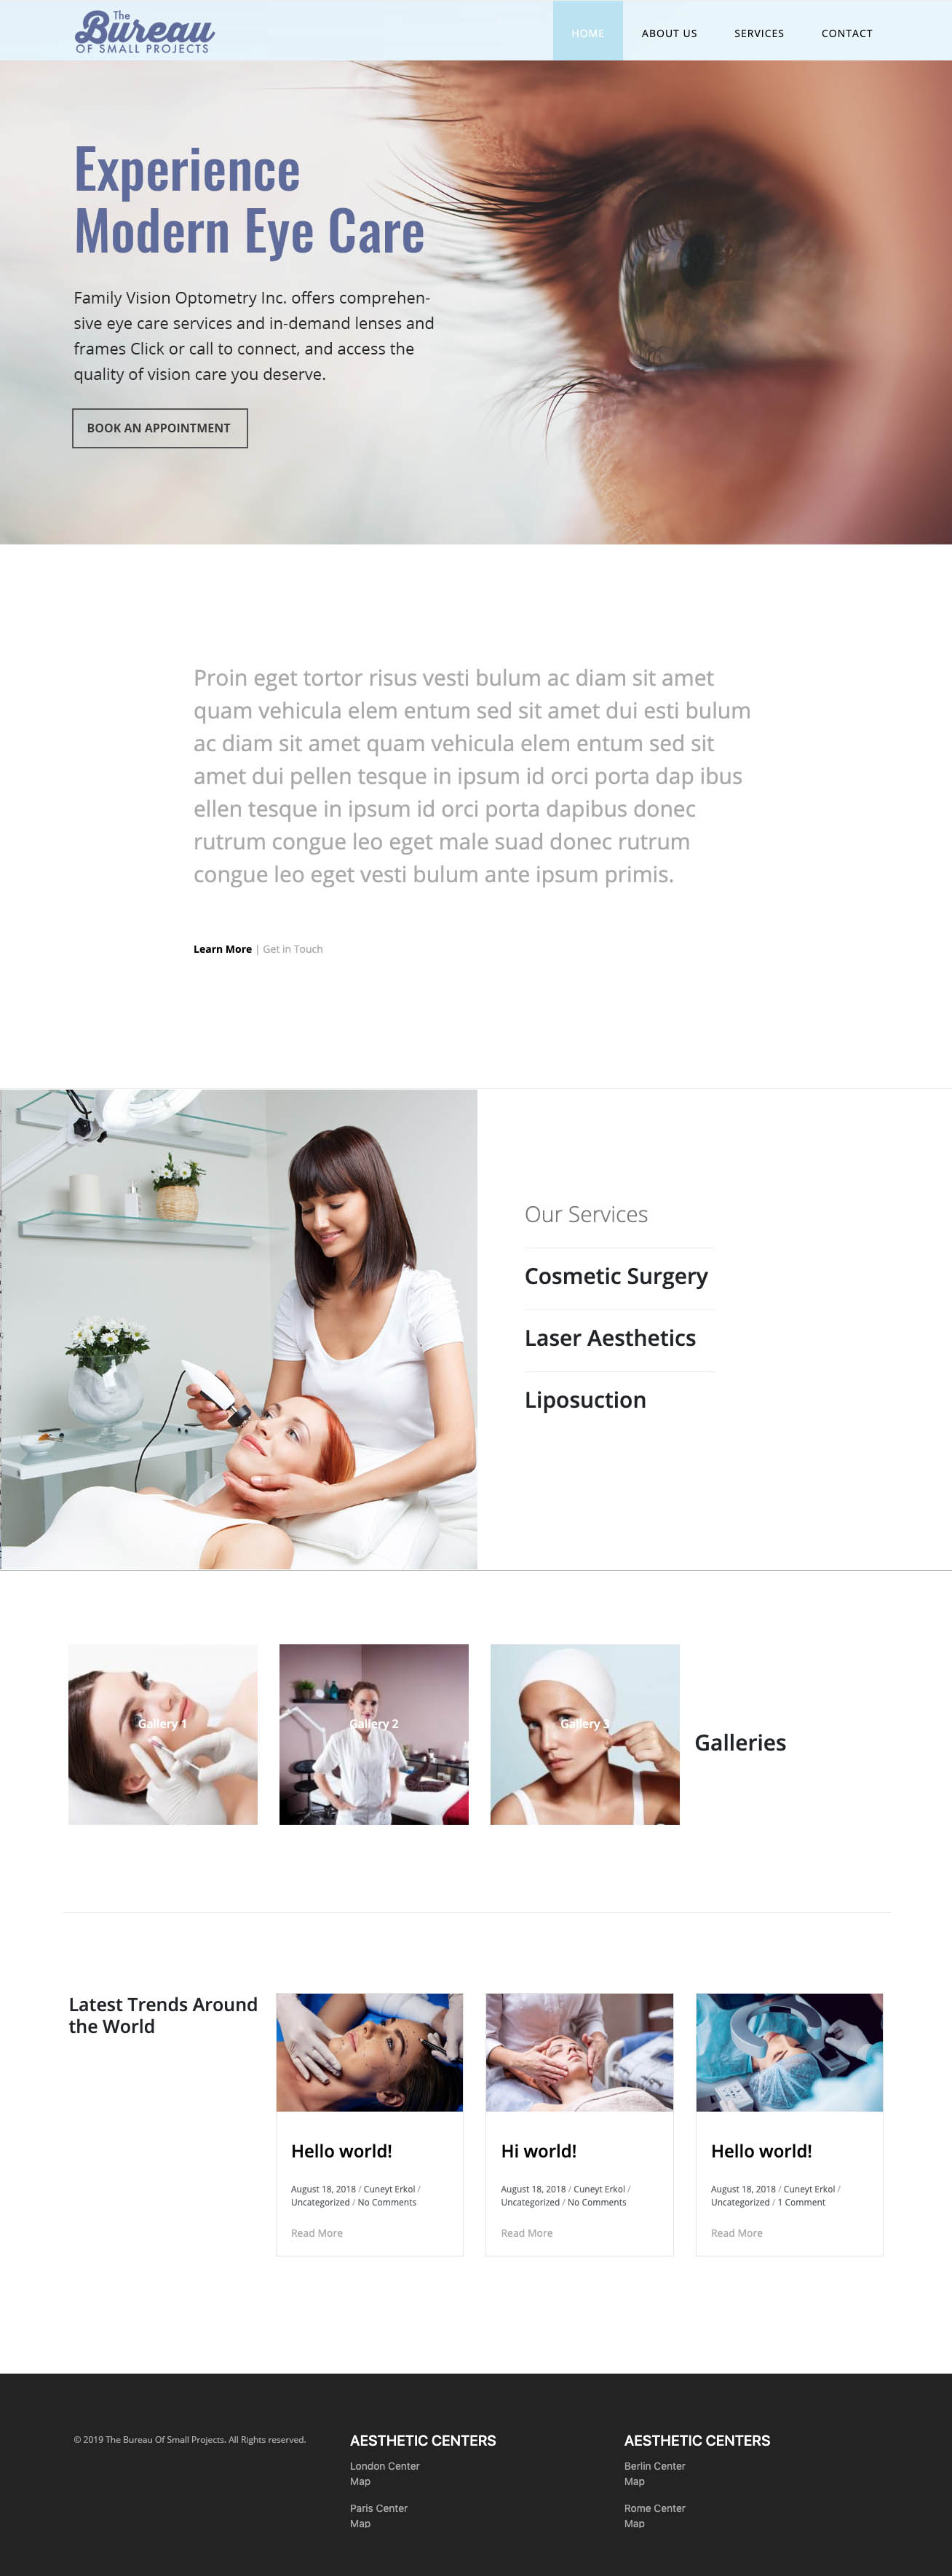 The
Bureau
OF SMALL PROJECTS
HOME
ABOUT US
SERVICES
CONTACT
Experience
Modern Eye Care
Family Vision Optometry Inc. offers comprehen-
sive eye care services and in-demand lenses and
frames Click or call to connect, and access the
quality of vision care you deserve.
BOOK AN APPOINTMENT
Proin eget tortor risus vesti bulum ac diam sit amet
quam vehicula elem entum sed sit amet dui esti bulum
ac diam sit amet quam vehicula elem entum sed sit
amet dui pellen tesque in ipsum id orci porta dap ibus
ellen tesque in ipsum id orci porta dapibus donec
rutrum congue leo eget male suad donec rutrum
congue leo eget vesti bulum ante ipsum primis.
Learn More | Get in Touch
Our Services
Cosmetic Surgery
Laser Aesthetics
Liposuction
Gallery 1
Gallery 2
Gallery 3
Galleries
Latest Trends Around
the World
Hello world!
August 18, 2018 / Cuneyt Erkol /
Uncategorized / No Comments
Read More
Hi world!
August 18, 2018 / Cuneyt Erkol /
Uncategorized / No Comments
Read More
Hello world!
August 18, 2018 / Cuneyt Erkol /
Uncategorized / 1 Comment
Read More
© 2019 The Bureau Of Small Projects. All Rights reserved.
AESTHETIC CENTERS
London Center
Map
Paris Center
Map
AESTHETIC CENTERS
Berlin Center
Map
Rome Center
Map